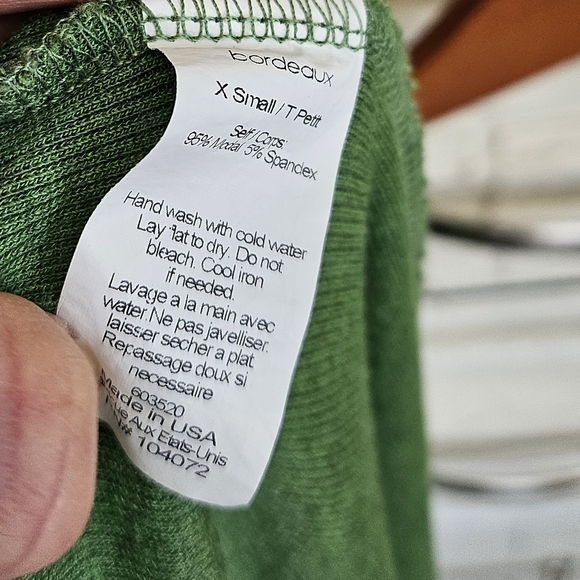 bordeaux
X Small / T Petit
Self/Corps:
95% Modal 5% Spandex
Hand wash with cold water
Lay flat to dry. Do not
bleach. Cool iron
if needed.
Lavage a la main avec
water. Ne pas javelliser.
laisser secher a plat
Repassage doux si
necessaire
603520
Made in USA
Aux Etats-Unis
104072